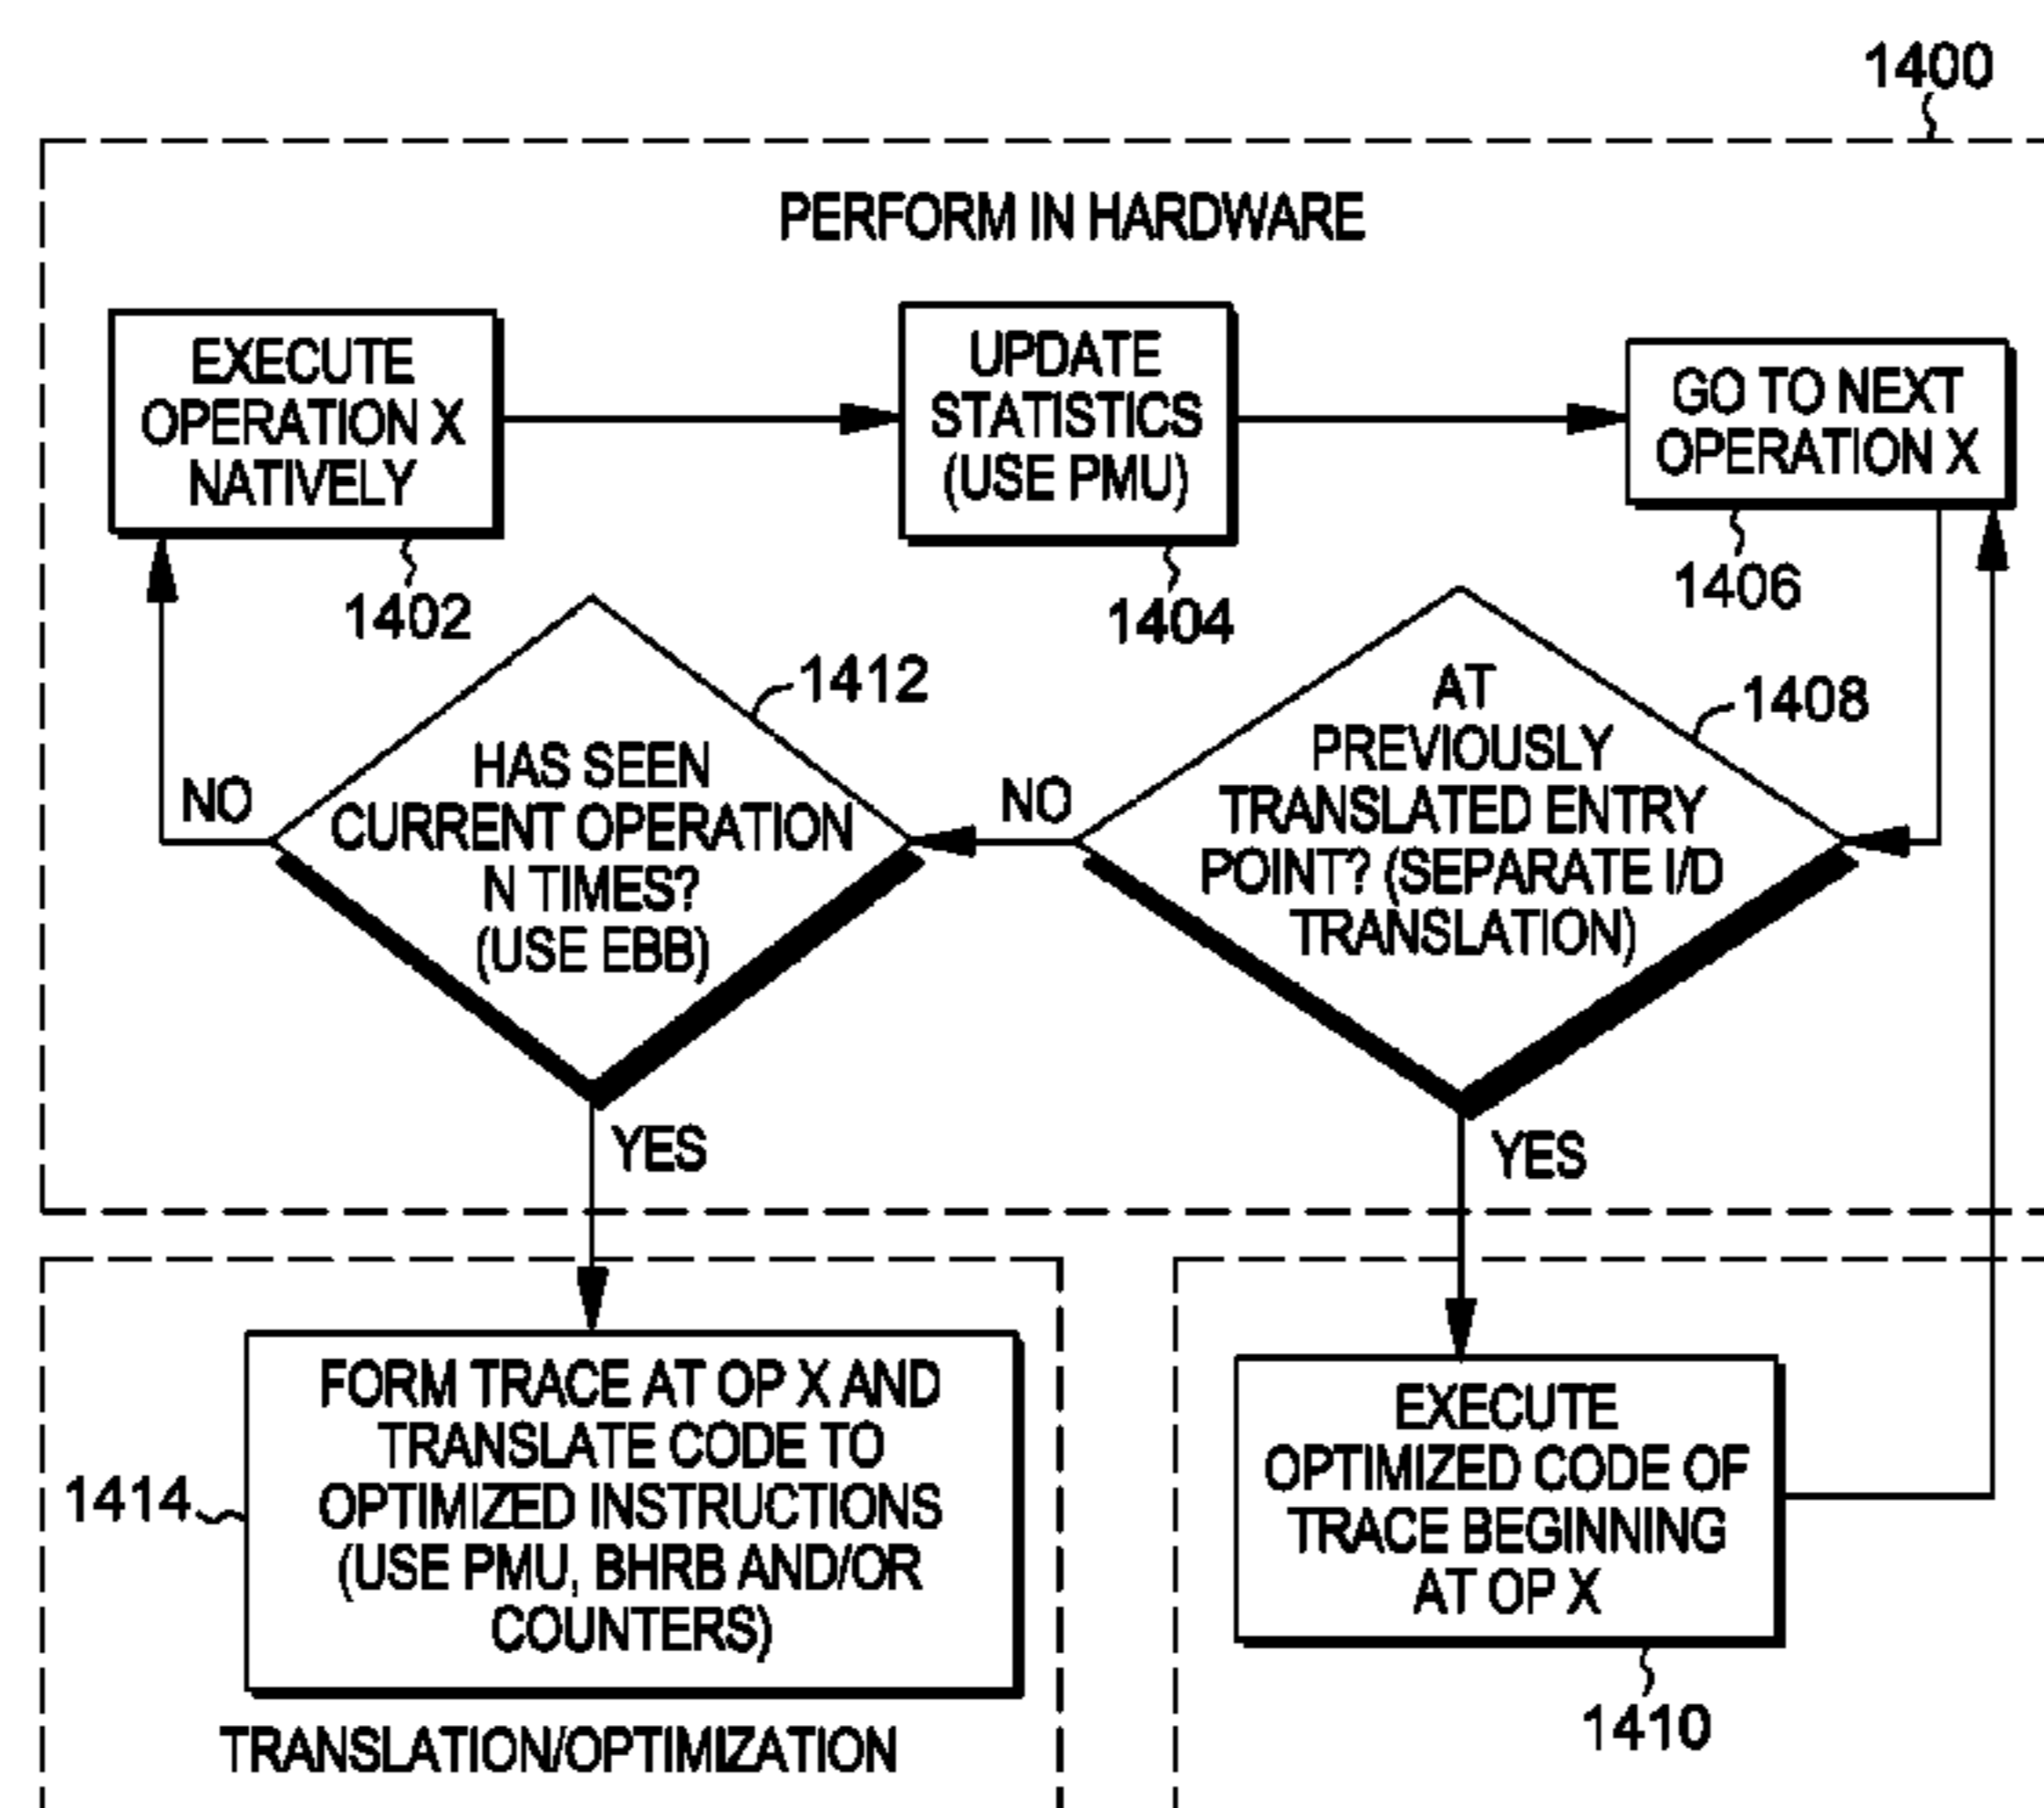 1400
PERFORM IN HARDWARE
EXECUTE
OPERATION X
NATIVELY
1402
UPDATE
STATISTICS
(USE PMU)
1404
GO TO NEXT
OPERATION X
1406
1412
HAS SEEN
CURRENT OPERATION
N TIMES?
(USE EBB)
NO
YES
1408
AT
PREVIOUSLY
TRANSLATED ENTRY
POINT? (SEPARATE I/D
TRANSLATION)
NO
YES
FORM TRACE AT OP X AND
TRANSLATE CODE TO
OPTIMIZED INSTRUCTIONS
(USE PMU, BHRB AND/OR
COUNTERS)
1414
TRANSLATION/OPTIMIZATION
EXECUTE
OPTIMIZED CODE OF
TRACE BEGINNING
AT OP X
1410